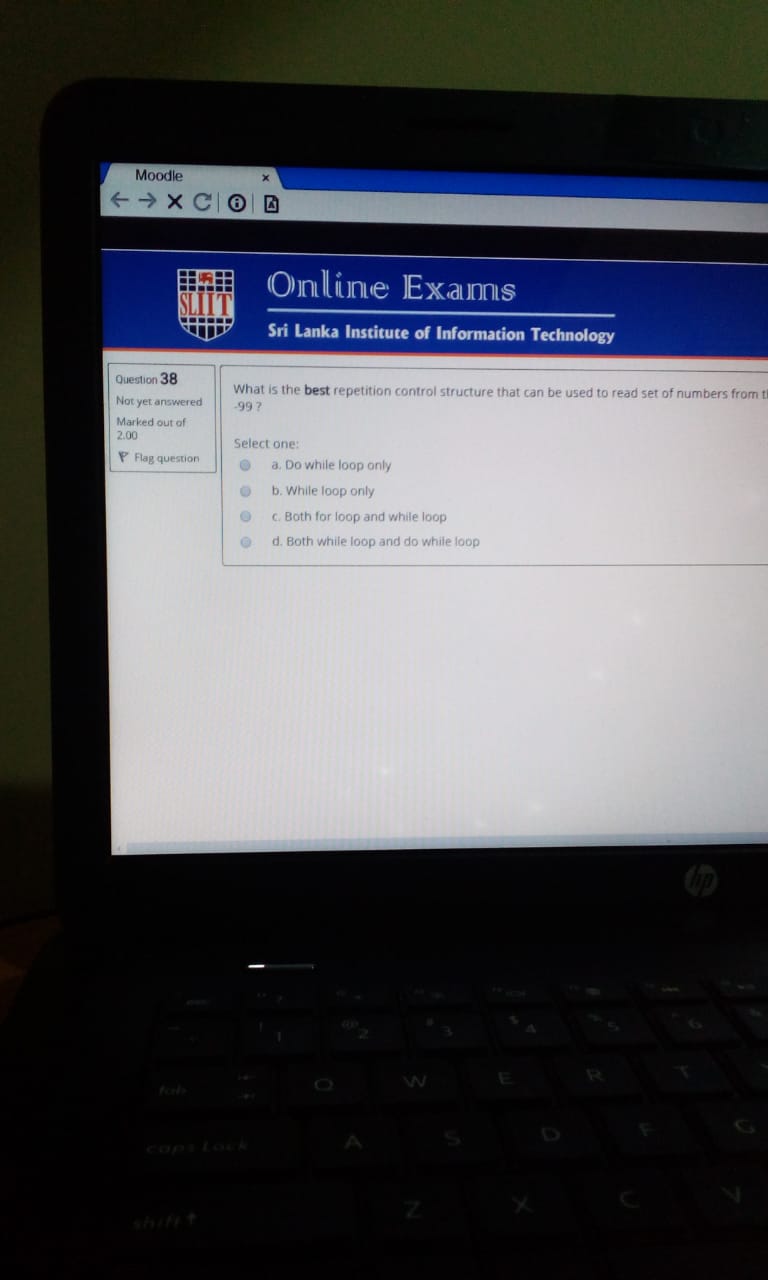 Moodle
Online Exams
SLIIT
Sri Lanka Institute of Information Technology
Question 38
Not yet answered
Marked out of
2.00
Flag question
What is the best repetition control structure that can be used to read set of numbers from
-99 ?
Select one:
a. Do while loop only
b. While loop only
c. Both for loop and while loop
d. Both while loop and do while loop
hp
! 1 @ 2 # 3 $ 4 % 5 ^ 6
tab Q W E R T
caps lock A S D F G
shift Z X C V